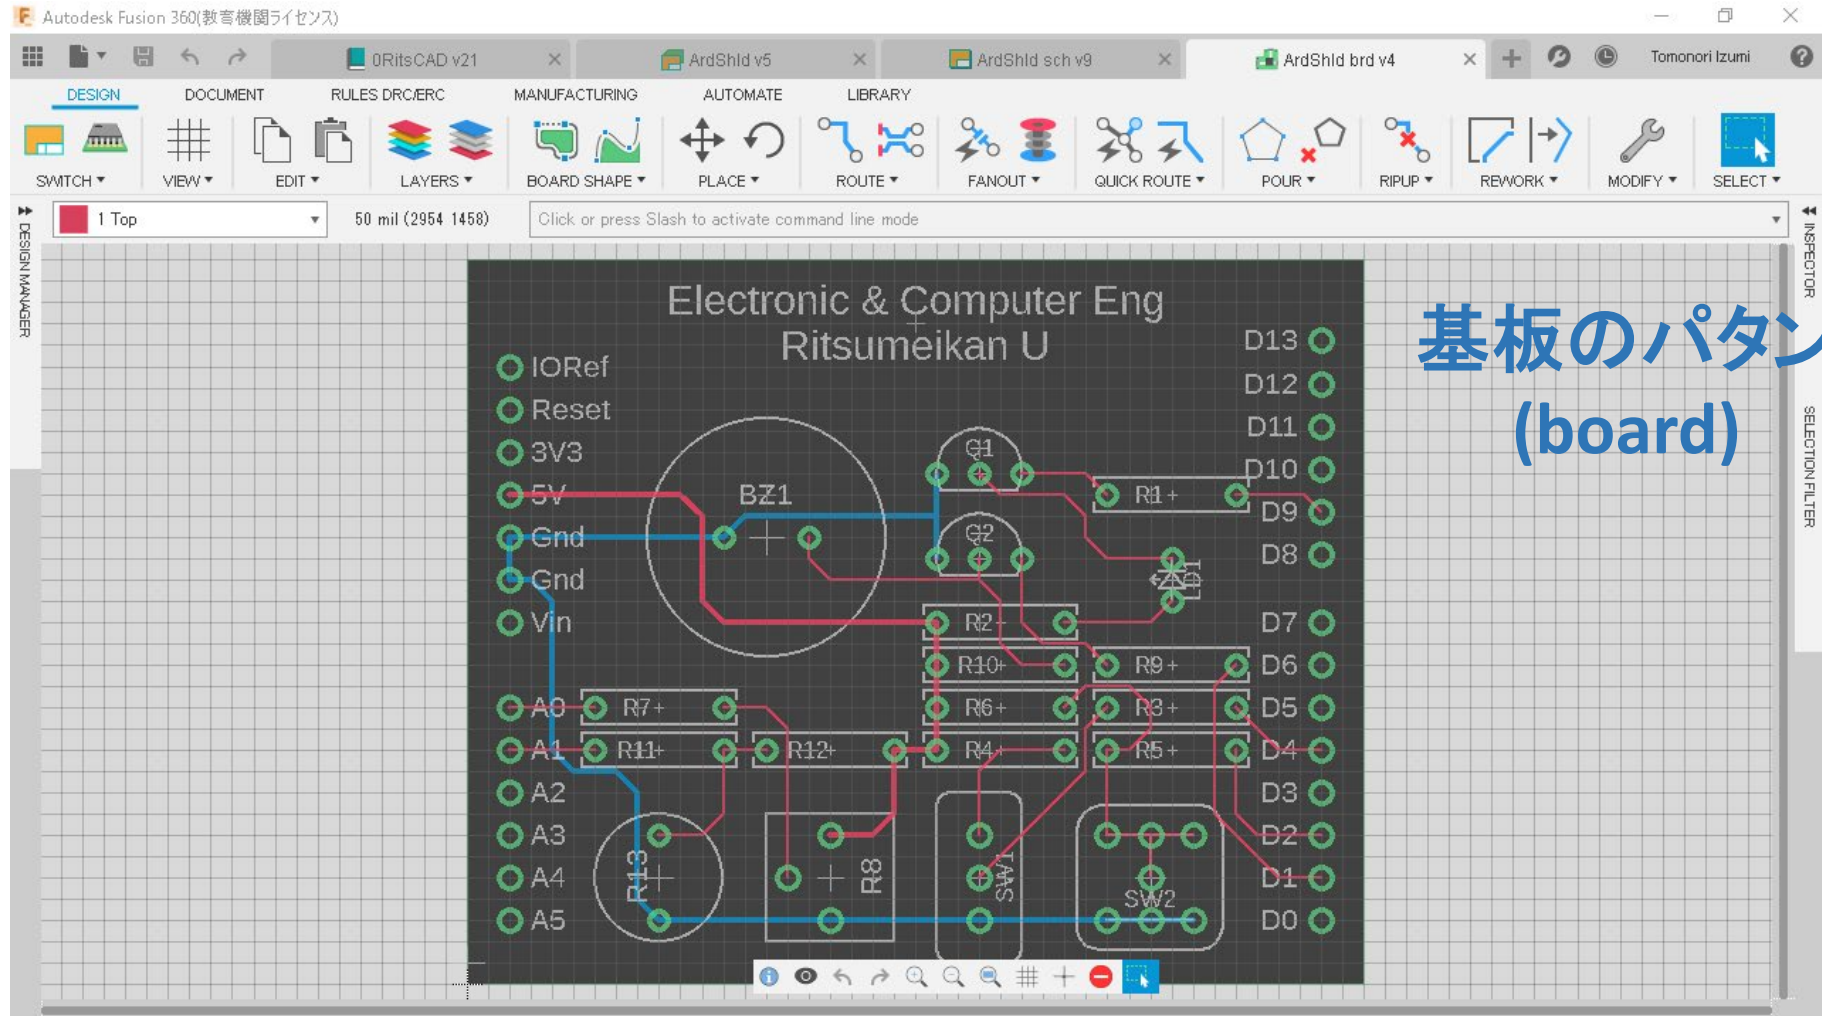 Autodesk Fusion 360(教育機関ライセンス)
0RitsCAD v21
ArdShld v5
ArdShld sch v9
ArdShld brd v4
Tomonori Izumi
DESIGN
DOCUMENT
RULES DRC/ERC
MANUFACTURING
AUTOMATE
LIBRARY
SWITCH
VIEW
EDIT
LAYERS
BOARD SHAPE
PLACE
ROUTE
FANOUT
QUICK ROUTE
POUR
RIPUP
REWORK
MODIFY
SELECT
1 Top
50 mil (2954 1458)
Click or press Slash to activate command line mode
DESIGN MANAGER
INSPECTOR
SELECTION FILTER
基板のパタン
(board)
Electronic & Computer Eng
Ritsumeikan U
IORef
Reset
3V3
5V
Gnd
Gnd
Vin
A0
A1
A2
A3
A4
A5
D13
D12
D11
D10
D9
D8
D7
D6
D5
D4
D3
D2
D1
D0
BZ1
Q1
Q2
R1
LD1
R2
R10
R9
R7
R6
R3
R11
R12
R4
R5
R13
R8
SW1
SW2